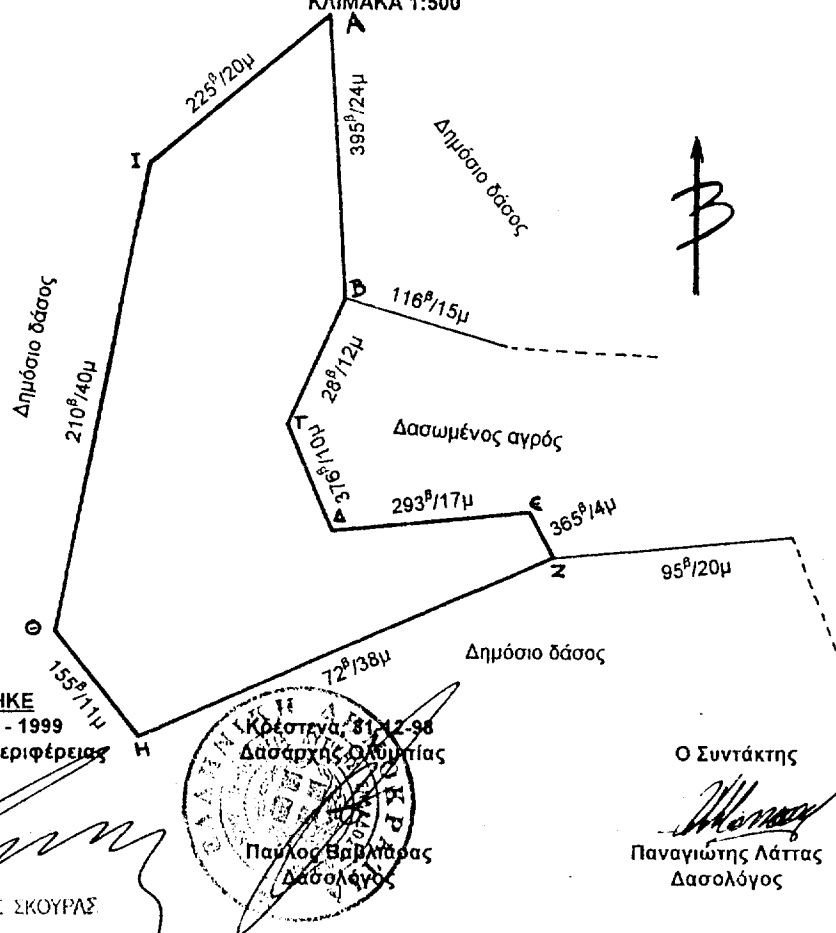 ΚΛΙΜΑΚΑ 1:500
Α
225β/20μ
395β/24μ
Δημόσιο δάσος
Ι
Β
Β
116β/15μ
Δημόσιο δάσος
28β/12μ
210β/40μ
Γ
Δασωμένος αγρός
376β/10μ
293β/17μ
Ε
365β/4μ
Δ
Ζ
95β/20μ
Θ
Δημόσιο δάσος
72β/38μ
155β/11μ
Η
ΗΚΕ
- 1999
εριφέρειας
Κρέστενα, 31-12-98
Δασάρχης Ολυμπίας
Παύλος Βαβλιάρας
Δασολόγος
ΕΛΛΗΝΙΚΗ ΔΗΜΟΚΡΑΤΙΑ
Ο Συντάκτης
Παναγιώτης Λάττας
Δασολόγος
Σ ΣΚΟΥΡΑΣ